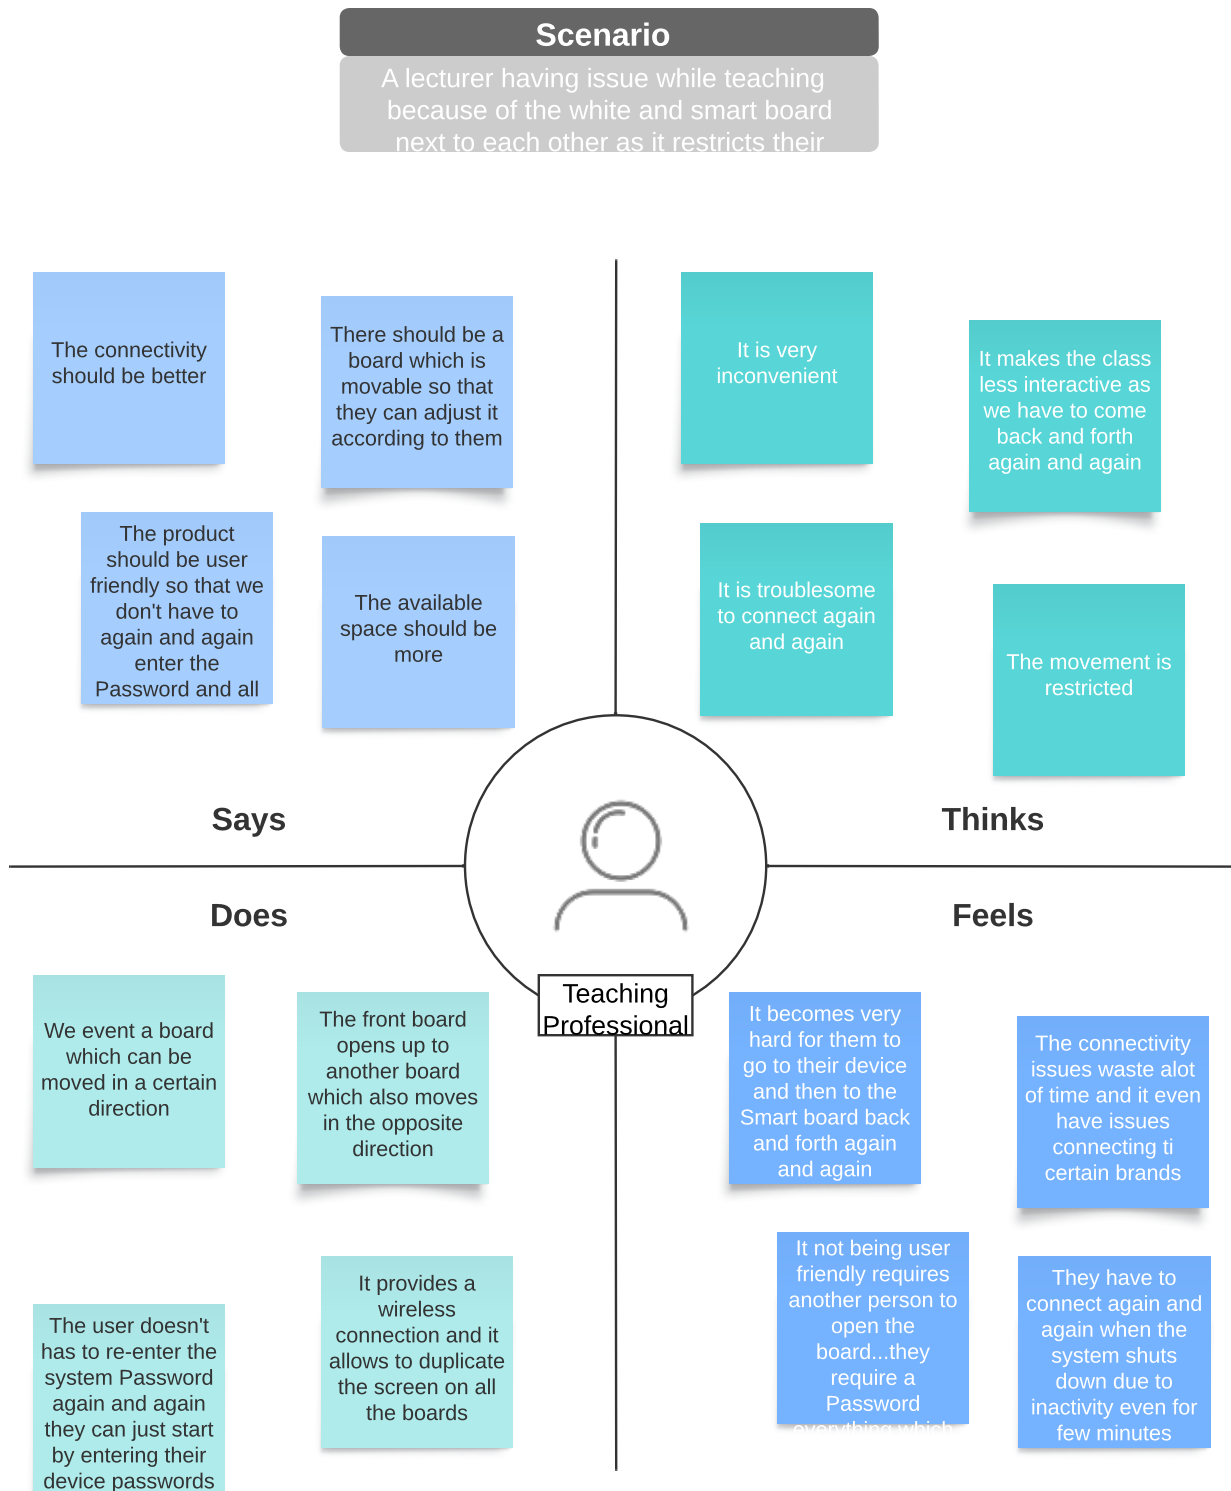 Scenario
A lecturer having issue while teaching
because of the white and smart board
next to each other as it restricts their
The connectivity
should be better
There should be a
board which is
movable so that
they can adjust it
according to them
The product
should be user
friendly so that we
don't have to
again and again
enter the
Password and all
The available
space should be
more
It is very
inconvenient
It makes the class
less interactive as
we have to come
back and forth
again and again
It is troublesome
to connect again
and again
The movement is
restricted
Says
Thinks
Does
Feels
Teaching
Professional
We event a board
which can be
moved in a certain
direction
The front board
opens up to
another board
which also moves
in the opposite
direction
The user doesn't
has to re-enter the
system Password
again and again
they can just start
by entering their
device passwords
It provides a
wireless
connection and it
allows to duplicate
the screen on all
the boards
It becomes very
hard for them to
go to their device
and then to the
Smart board back
and forth again
and again
The connectivity
issues waste alot
of time and it even
have issues
connecting ti
certain brands
It not being user
friendly requires
another person to
open the
board...they
require a
Password
everything which
They have to
connect again and
again when the
system shuts
down due to
inactivity even for
few minutes